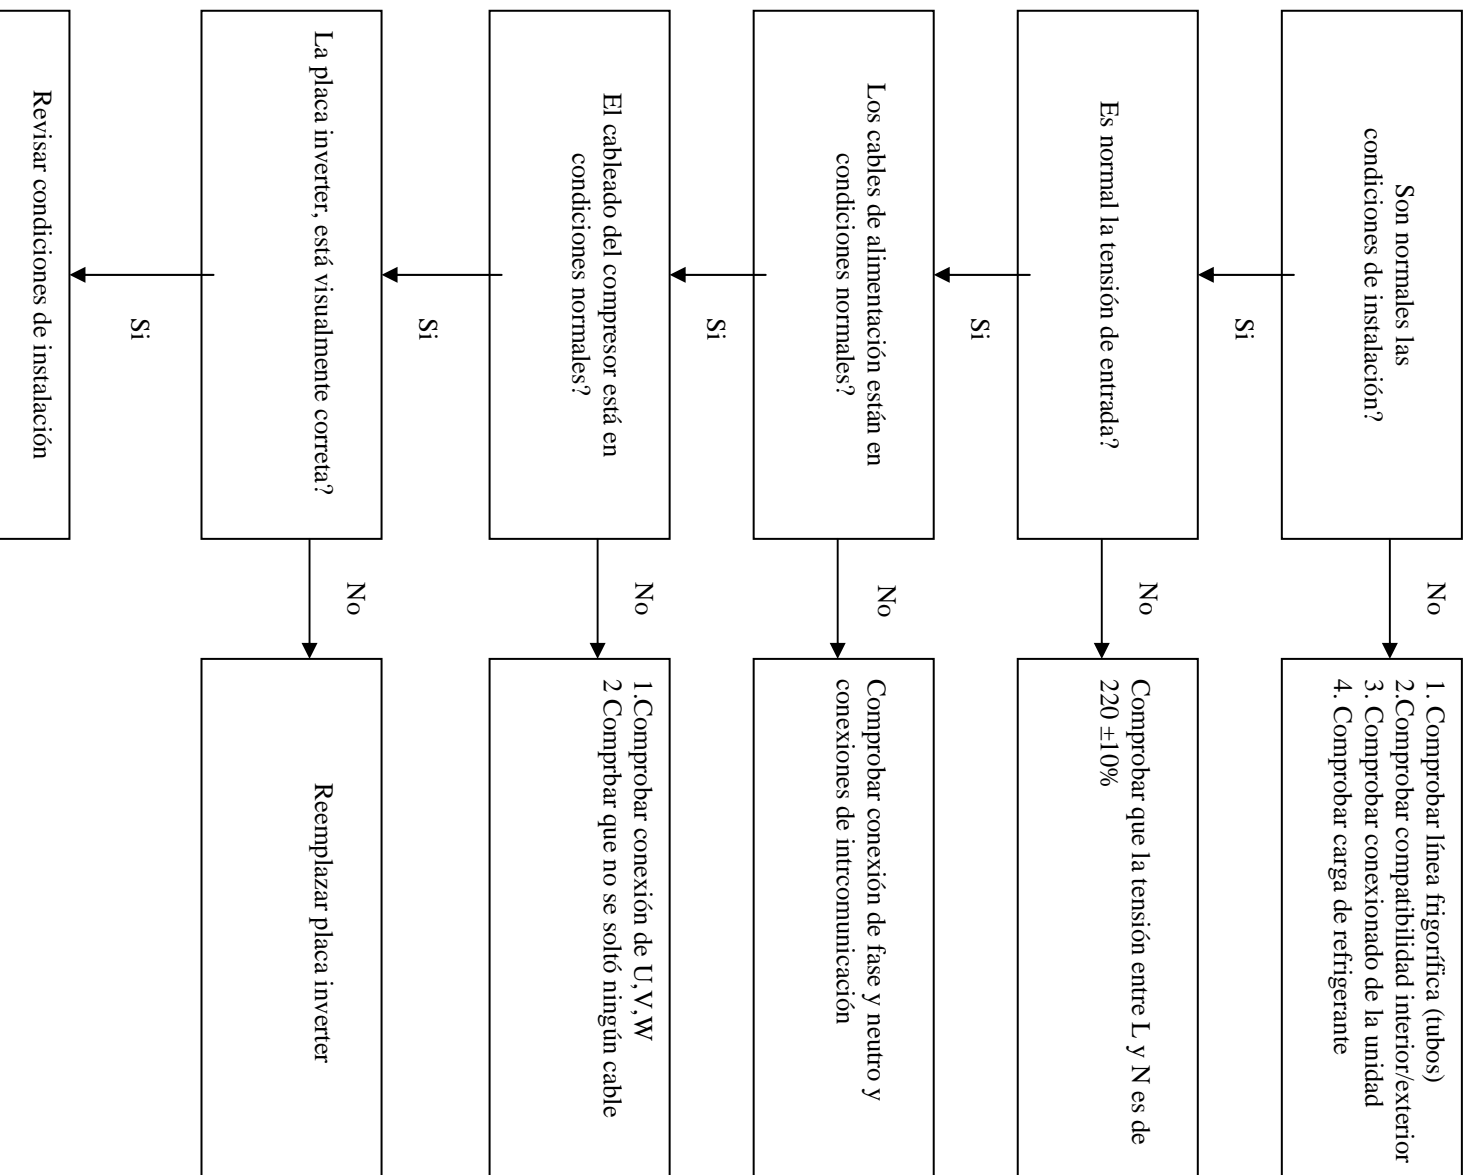 Son normales las
condiciones de instalación?
No
1. Comprobar línea frigorífica (tubos)
2.Comprobar compatibilidad interior/exterior
3. Comprobar conexionado de la unidad
4. Comprobar carga de refrigerante
Si
Es normal la tensión de entrada?
No
Comprobar que la tensión entre L y N es de
220 ±10%
Si
Los cables de alimentación están en
condiciones normales?
No
Comprobar conexión de fase y neutro y
conexiones de intrcomunicación
Si
El cableado del compresor está en
condiciones normales?
No
1.Comprobar conexión de U,V,W
2 Comprbar que no se soltó ningún cable
Si
La placa inverter, está visualmente correta?
No
Reemplazar placa inverter
Si
Revisar condiciones de instalación